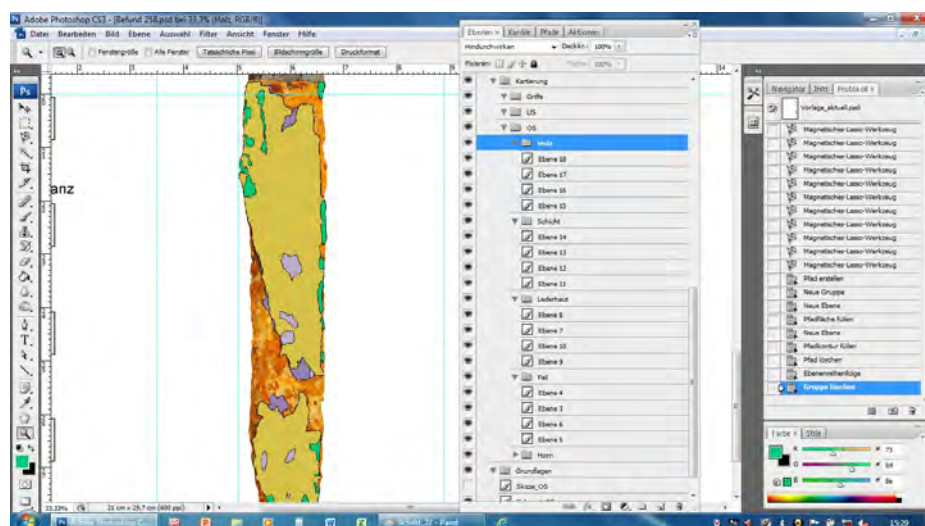 Adobe Photoshop CS3 - [Befund 258.psd bei 33,3% (Holz, RGB/8)]
Datei Bearbeiten Bild Ebene Auswahl Filter Ansicht Fenster Hilfe
Fenstergröße Alle Fenster Tatsächliche Pixel Bildschirmgröße Druckformat
Ebenen × Kanäle Pfade Aktionen
Hindurchwirken Deckkr.: 100%
Fixieren: 100%
Kartierung
Griffe
US
OS
Holz
Ebene 18
Ebene 17
Ebene 16
Ebene 15
Schicht
Ebene 14
Ebene 13
Ebene 12
Ebene 11
Lederhaut
Ebene 8
Ebene 7
Ebene 10
Ebene 9
Fell
Ebene 4
Ebene 3
Ebene 6
Ebene 5
Horn
Grundlagen
Skizze_OS
Navigator Info Protokoll ×
Vorlage_aktuell.psd
Magnetisches-Lasso-Werkzeug
Magnetisches-Lasso-Werkzeug
Magnetisches-Lasso-Werkzeug
Magnetisches-Lasso-Werkzeug
Magnetisches-Lasso-Werkzeug
Magnetisches-Lasso-Werkzeug
Magnetisches-Lasso-Werkzeug
Magnetisches-Lasso-Werkzeug
Magnetisches-Lasso-Werkzeug
Magnetisches-Lasso-Werkzeug
Magnetisches-Lasso-Werkzeug
Pfad erstellen
Neue Gruppe
Neue Ebene
Pfadfläche füllen
Neue Ebene
Pfadkontur füllen
Pfad löschen
Ebenenreihenfolge
Gruppe löschen
Farbe × Stile
R
G
B
Ps
anz
33,33% 21 cm x 29,7 cm (600 ppi)
Adobe Photoshop C...
- Paint
15:29